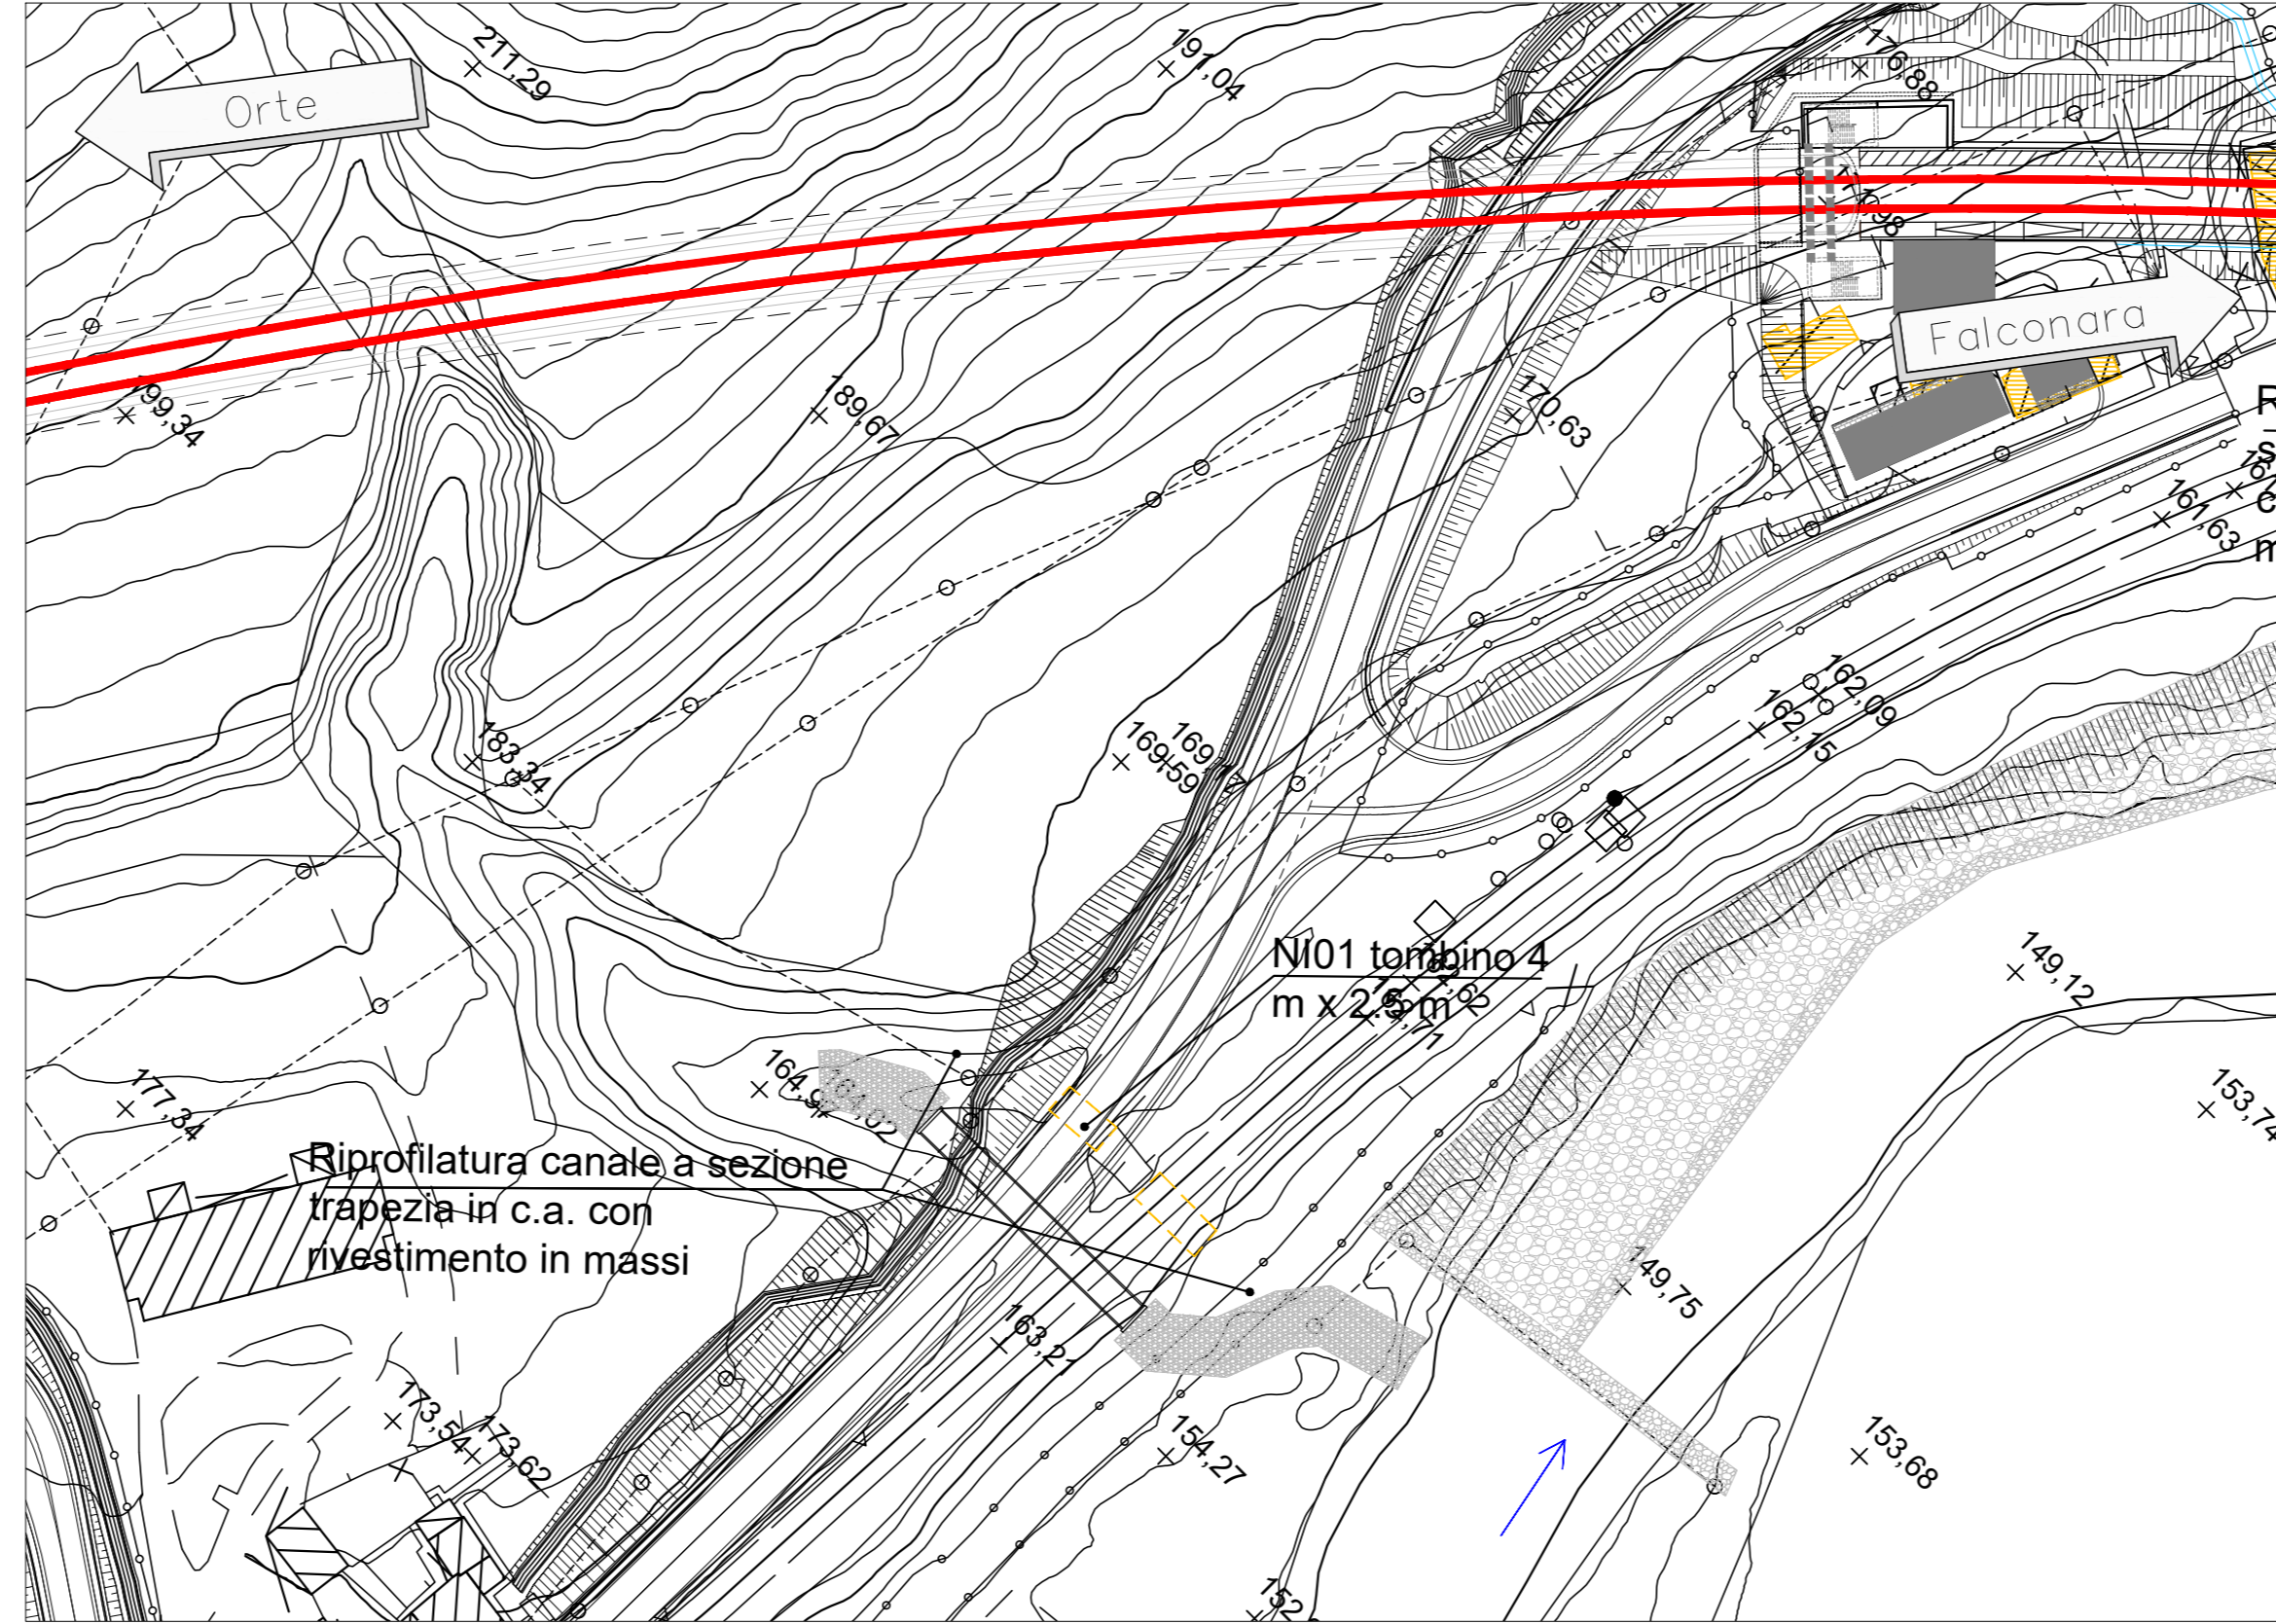 211,29
191,04
176,88
Orte
Falconara
199,34
189,67
170,63
161,63
162,09
162,15
183,34
169,59
NI01 tombino 4
m x 2.5 m
149,12
153,74
177,34
Riprofilatura canale a sezione
trapezia in c.a. con
rivestimento in massi
149,75
163,21
173,54
173,62
154,27
153,68